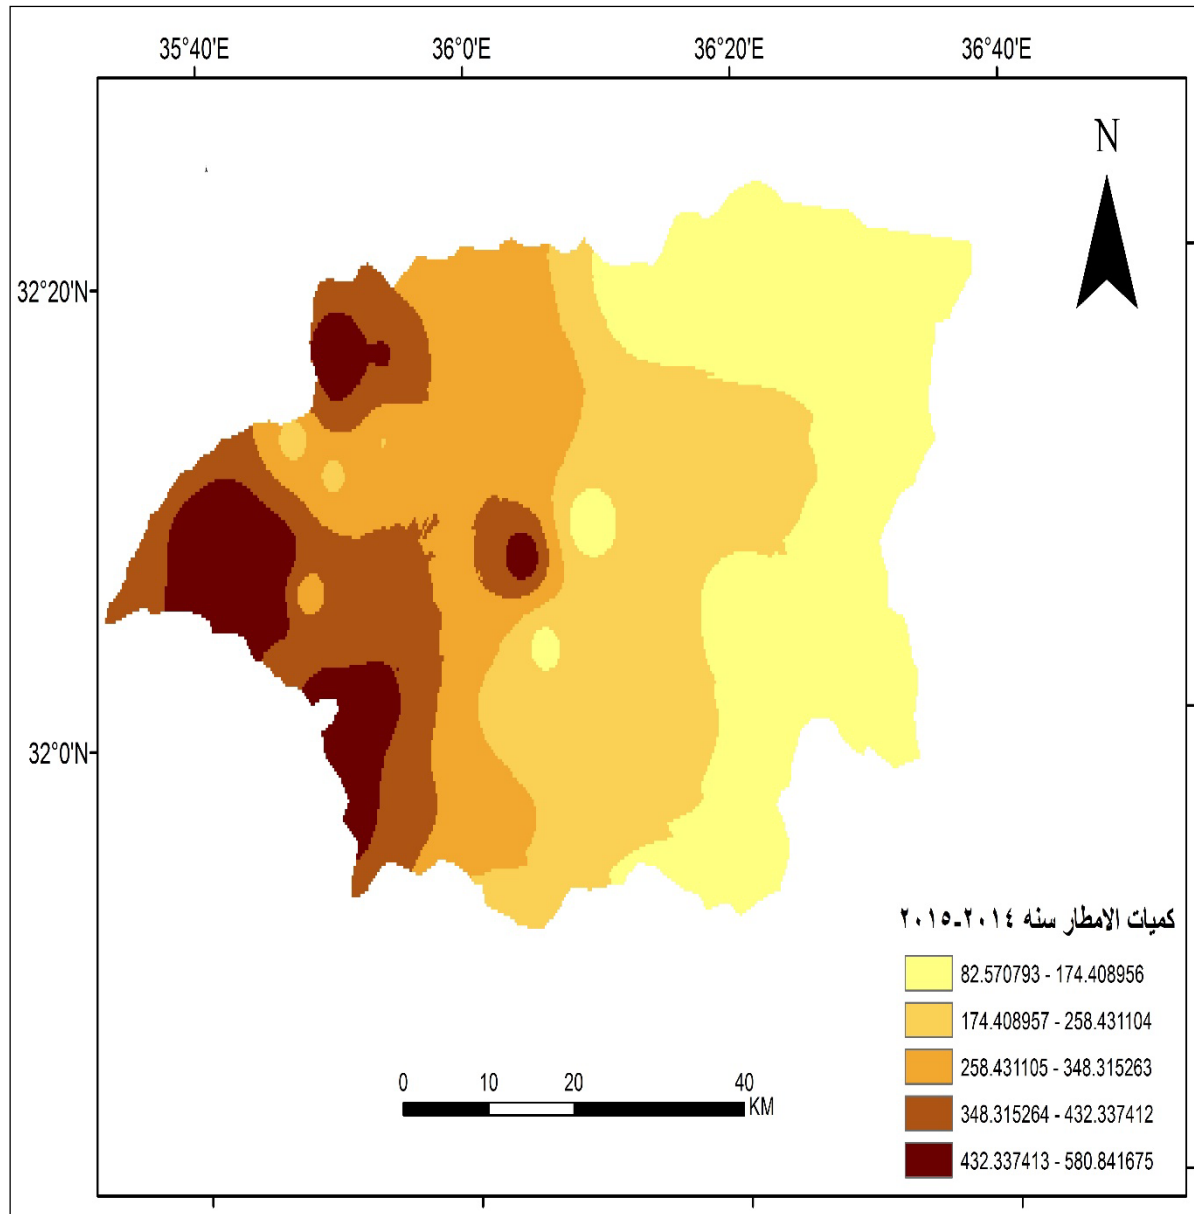 35°40'E 36°0'E 36°20'E 36°40'E
N
32°20'N
32°0'N
كميات الامطار سنه ٢٠١٤-٢٠١٥
82.570793 - 174.408956
174.408957 - 258.431104
258.431105 - 348.315263
348.315264 - 432.337412
432.337413 - 580.841675
0 10 20 40
KM